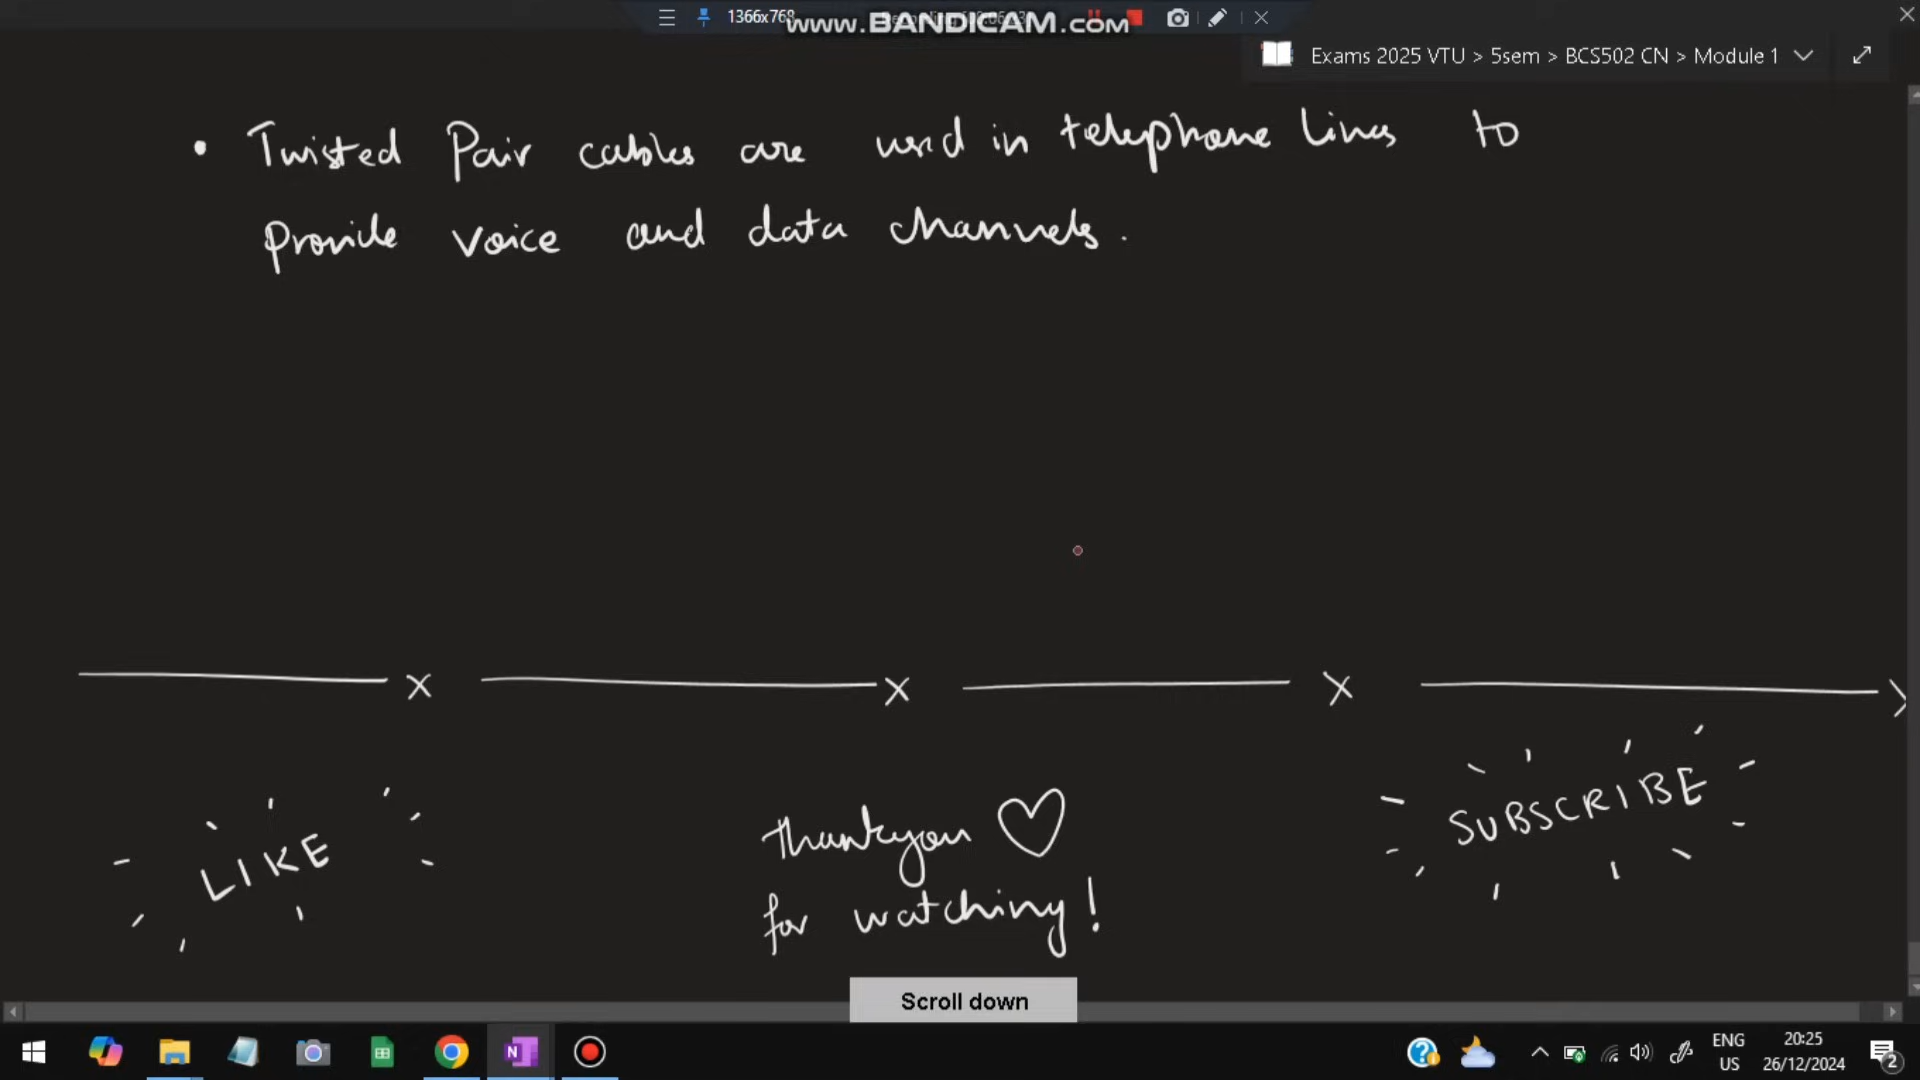 1366x768
www.BANDICAM.com
Exams 2025 VTU > 5sem > BCS502 CN > Module 1
• Twisted Pair cables are used in telephone lines to
provide voice and data channels.
x x x
LIKE
thankyou ♡
for watching!
SUBSCRIBE
Scroll down
ENG
US
20:25
26/12/2024
2